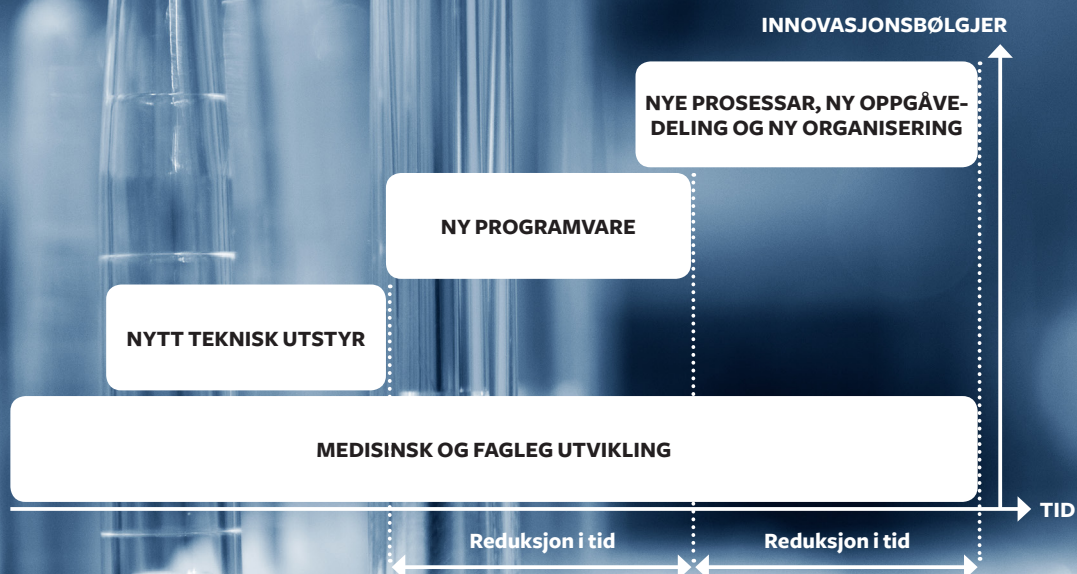 INNOVASJONSBØLGJER
NYE PROSESSAR, NY OPPGÅVE-
DELING OG NY ORGANISERING
NY PROGRAMVARE
NYTT TEKNISK UTSTYR
MEDISINSK OG FAGLEG UTVIKLING
TID
Reduksjon i tid
Reduksjon i tid